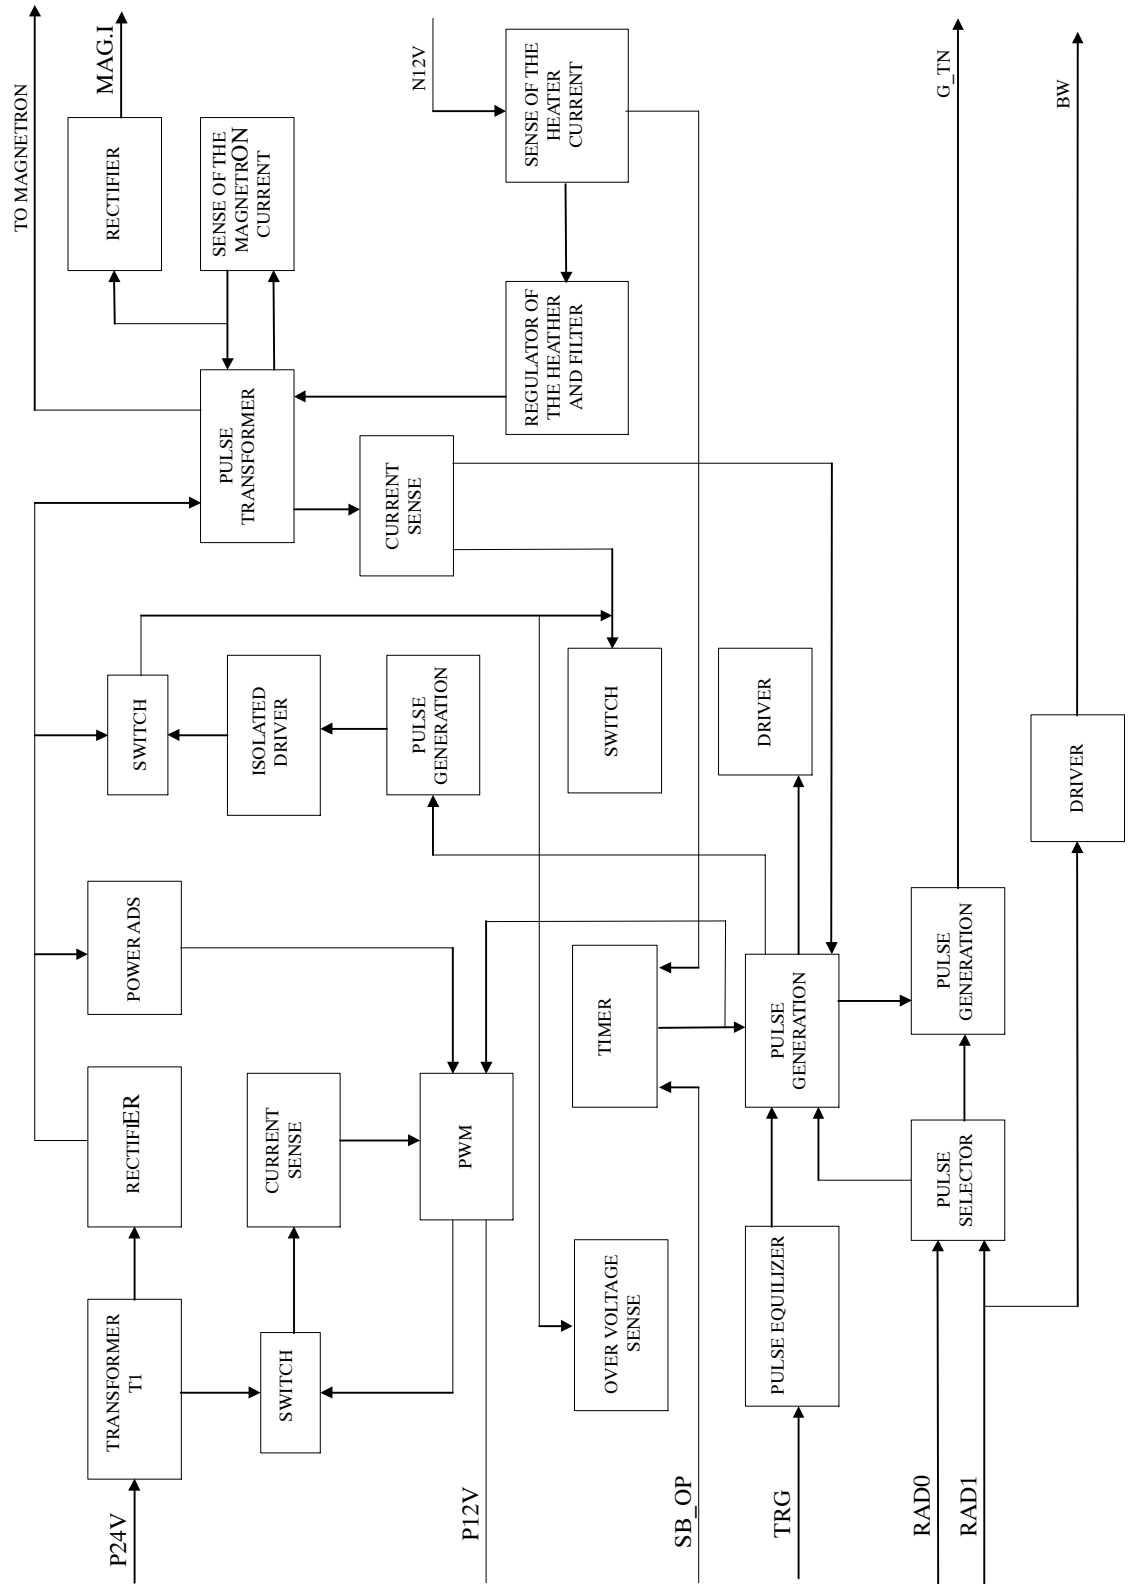 TO MAGNETRON
MAG.I
RECTIFIER
SENSE OF THE
MAGNETRON
CURRENT
N12V
SENSE OF THE
HEATER
CURRENT
G_TN
BW
PULSE
TRANSFORMER
REGULATOR OF
THE HEATHER
AND FILTER
CURRENT
SENSE
SWITCH
ISOLATED
DRIVER
PULSE
GENERATION
SWITCH
DRIVER
DRIVER
POWER ADS
TIMER
PULSE
GENERATION
PULSE
GENERATION
RECTIFIER
CURRENT
SENSE
PWM
PULSE
SELECTOR
TRANSFORMER
T1
SWITCH
OVER VOLTAGE
SENSE
PULSE EQUILIZER
P24V
P12V
SB_OP
TRG
RAD0
RAD1